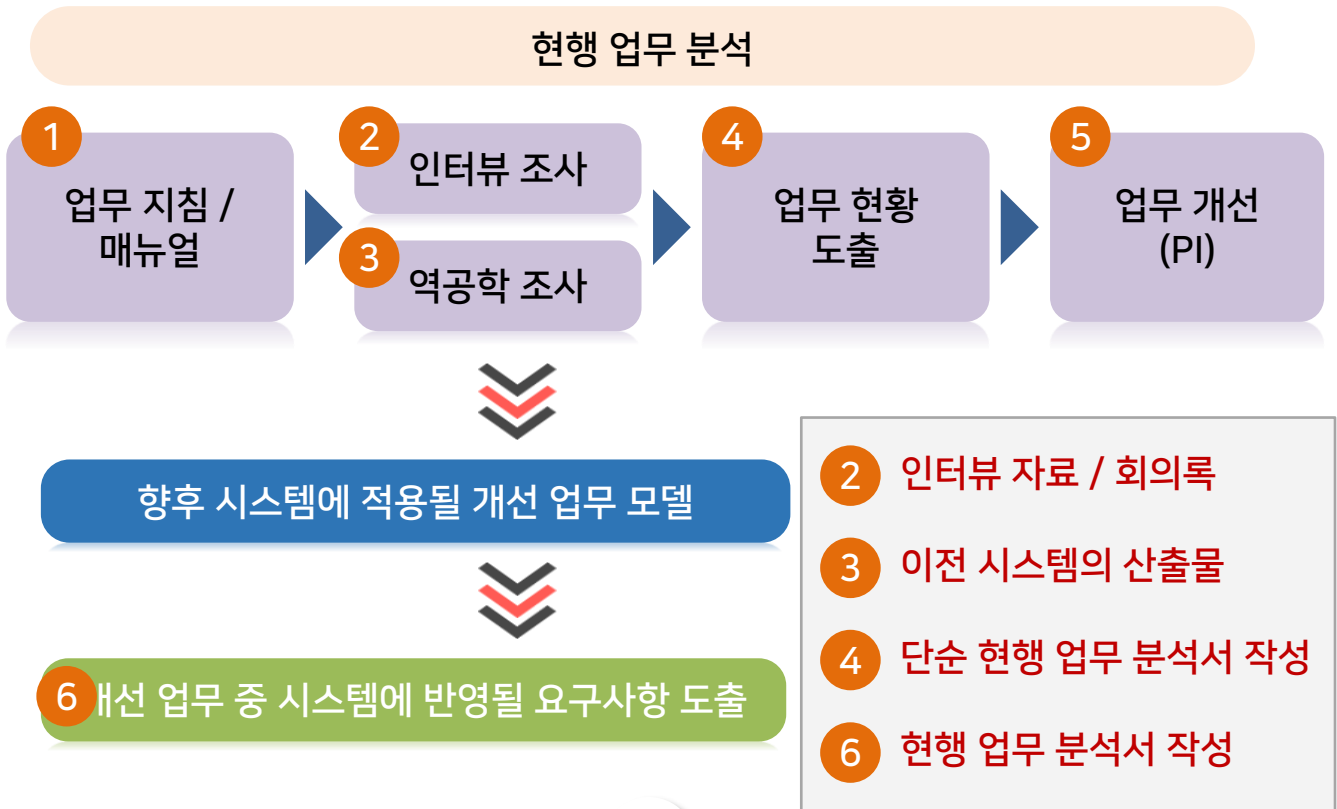 현행 업무 분석
1
업무 지침 /
매뉴얼
2
인터뷰 조사
3
역공학 조사
4
업무 현황
도출
5
업무 개선
(PI)
향후 시스템에 적용될 개선 업무 모델
6
선 업무 중 시스템에 반영될 요구사항 도출
2 인터뷰 자료 / 회의록
3 이전 시스템의 산출물
4 단순 현행 업무 분석서 작성
6 현행 업무 분석서 작성